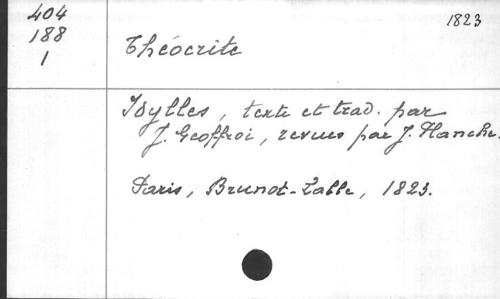 404
188
1
1823
Théocrite
Idylles, texte et trad. par
J. Geoffroi, revues par J. Planche.
Paris, Brunot-Labbe, 1823.